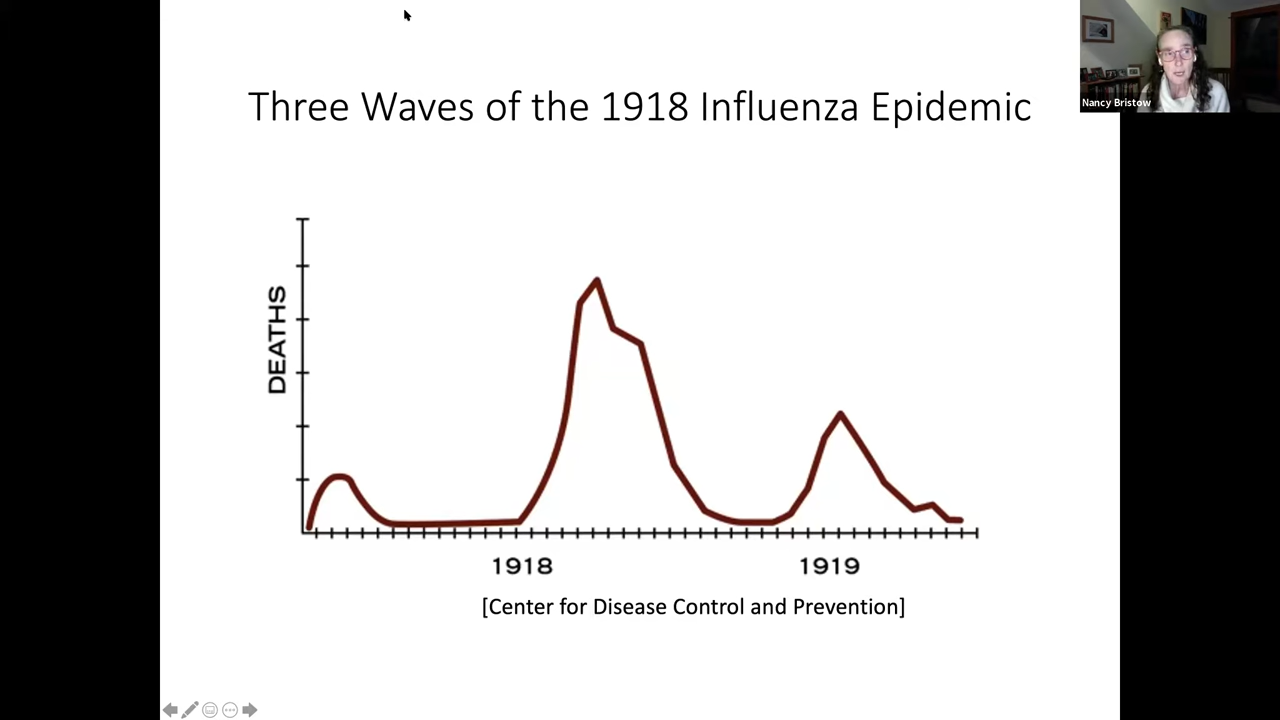 Nancy Bristow
Three Waves of the 1918 Influenza Epidemic
DEATHS
1918 1919
[Center for Disease Control and Prevention]